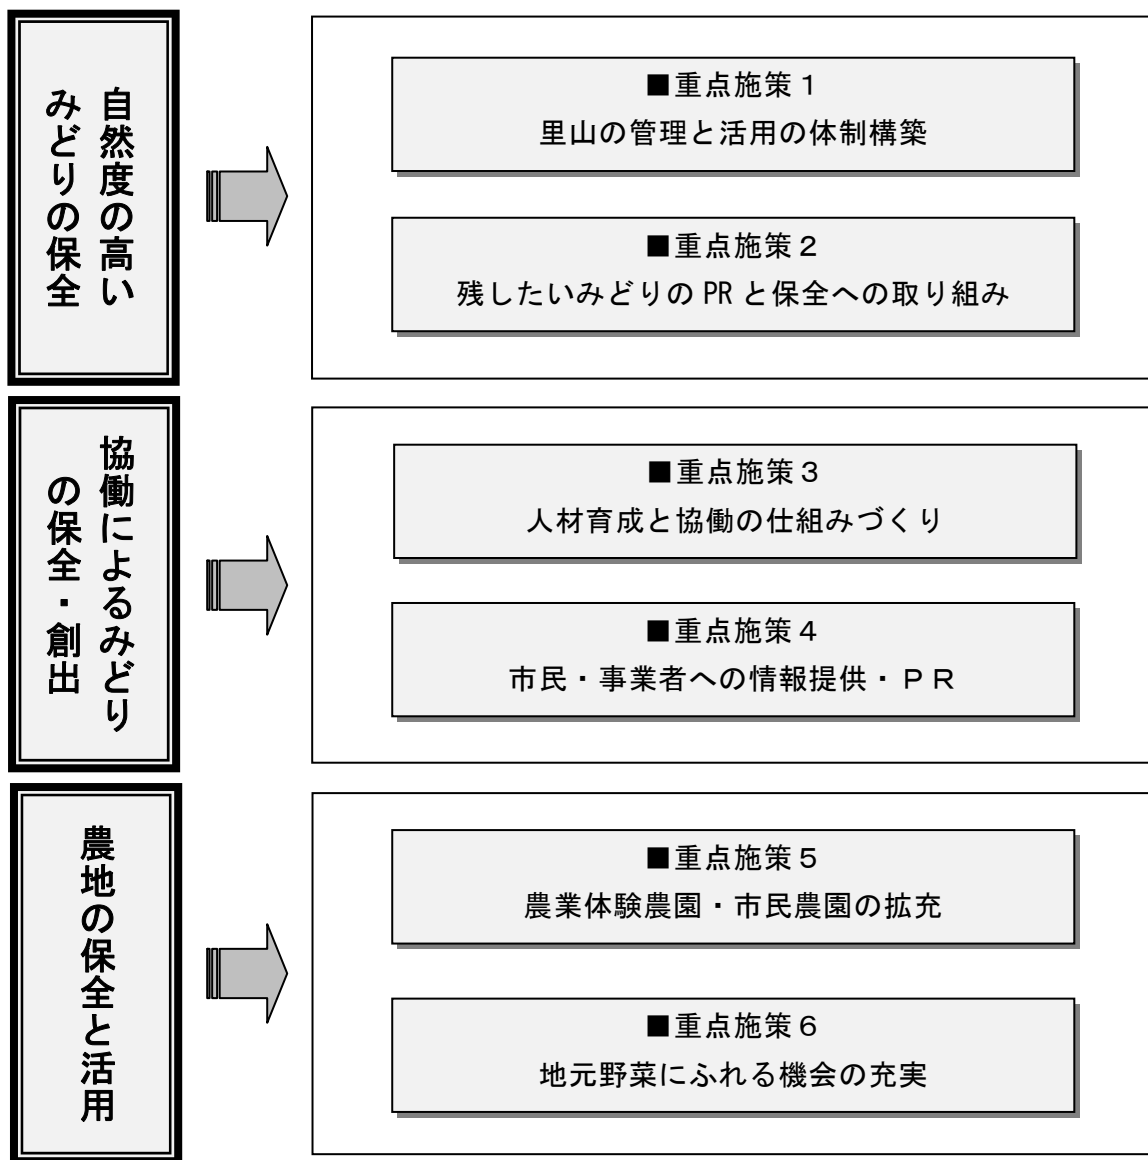 自然度の高い
みどりの保全
■重点施策１
里山の管理と活用の体制構築
■重点施策２
残したいみどりの PR と保全への取り組み
協働によるみどり
の保全・創出
■重点施策３
人材育成と協働の仕組みづくり
■重点施策４
市民・事業者への情報提供・ＰＲ
農地の保全と活用
■重点施策５
農業体験農園・市民農園の拡充
■重点施策６
地元野菜にふれる機会の充実